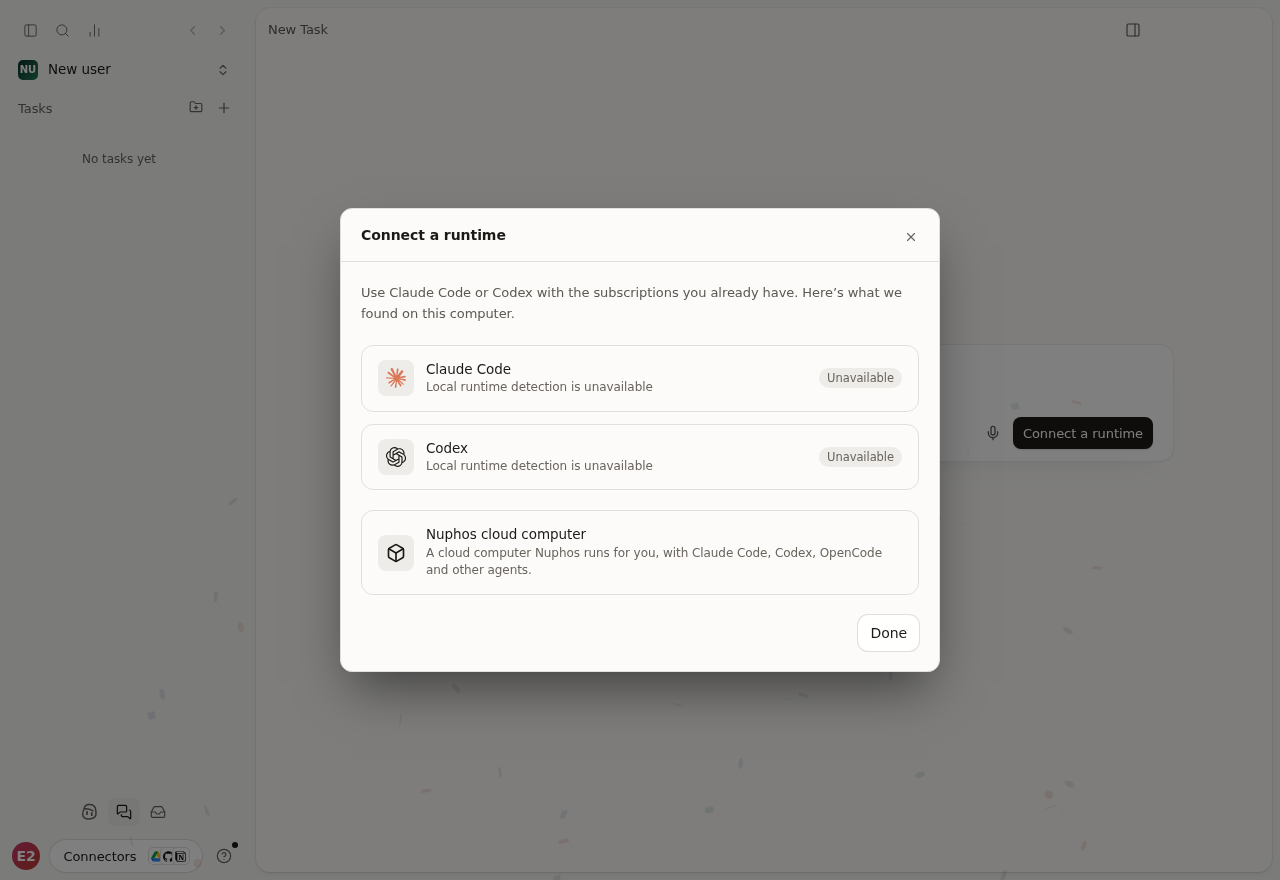 New Task
NU New user
Tasks
No tasks yet
Connect a runtime
Use Claude Code or Codex with the subscriptions you already have. Here’s what we
found on this computer.
Claude Code
Local runtime detection is unavailable
Unavailable
Codex
Local runtime detection is unavailable
Unavailable
Connect a runtime
Nuphos cloud computer
A cloud computer Nuphos runs for you, with Claude Code, Codex, OpenCode
and other agents.
Done
E2
Connectors